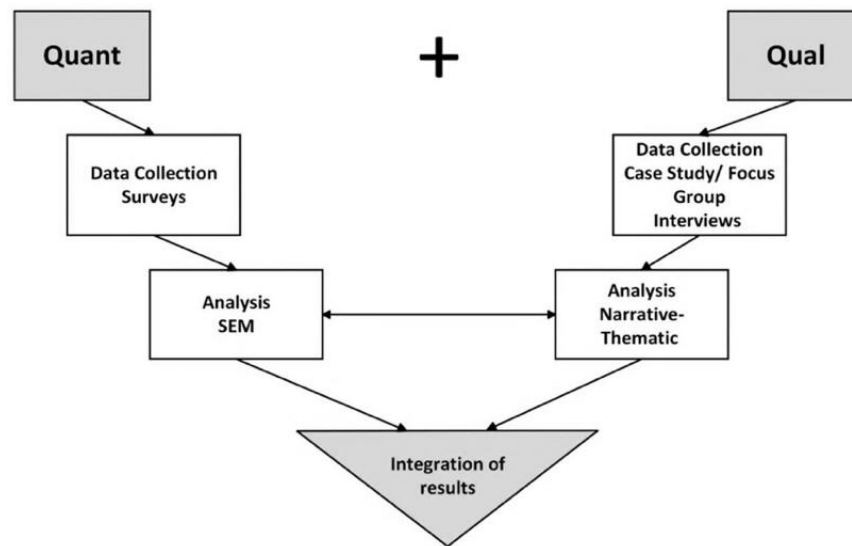 Quant
+
Qual
Data Collection
Surveys
Data Collection
Case Study/ Focus
Group
Interviews
Analysis
SEM
Analysis
Narrative-
Thematic
Integration of
results